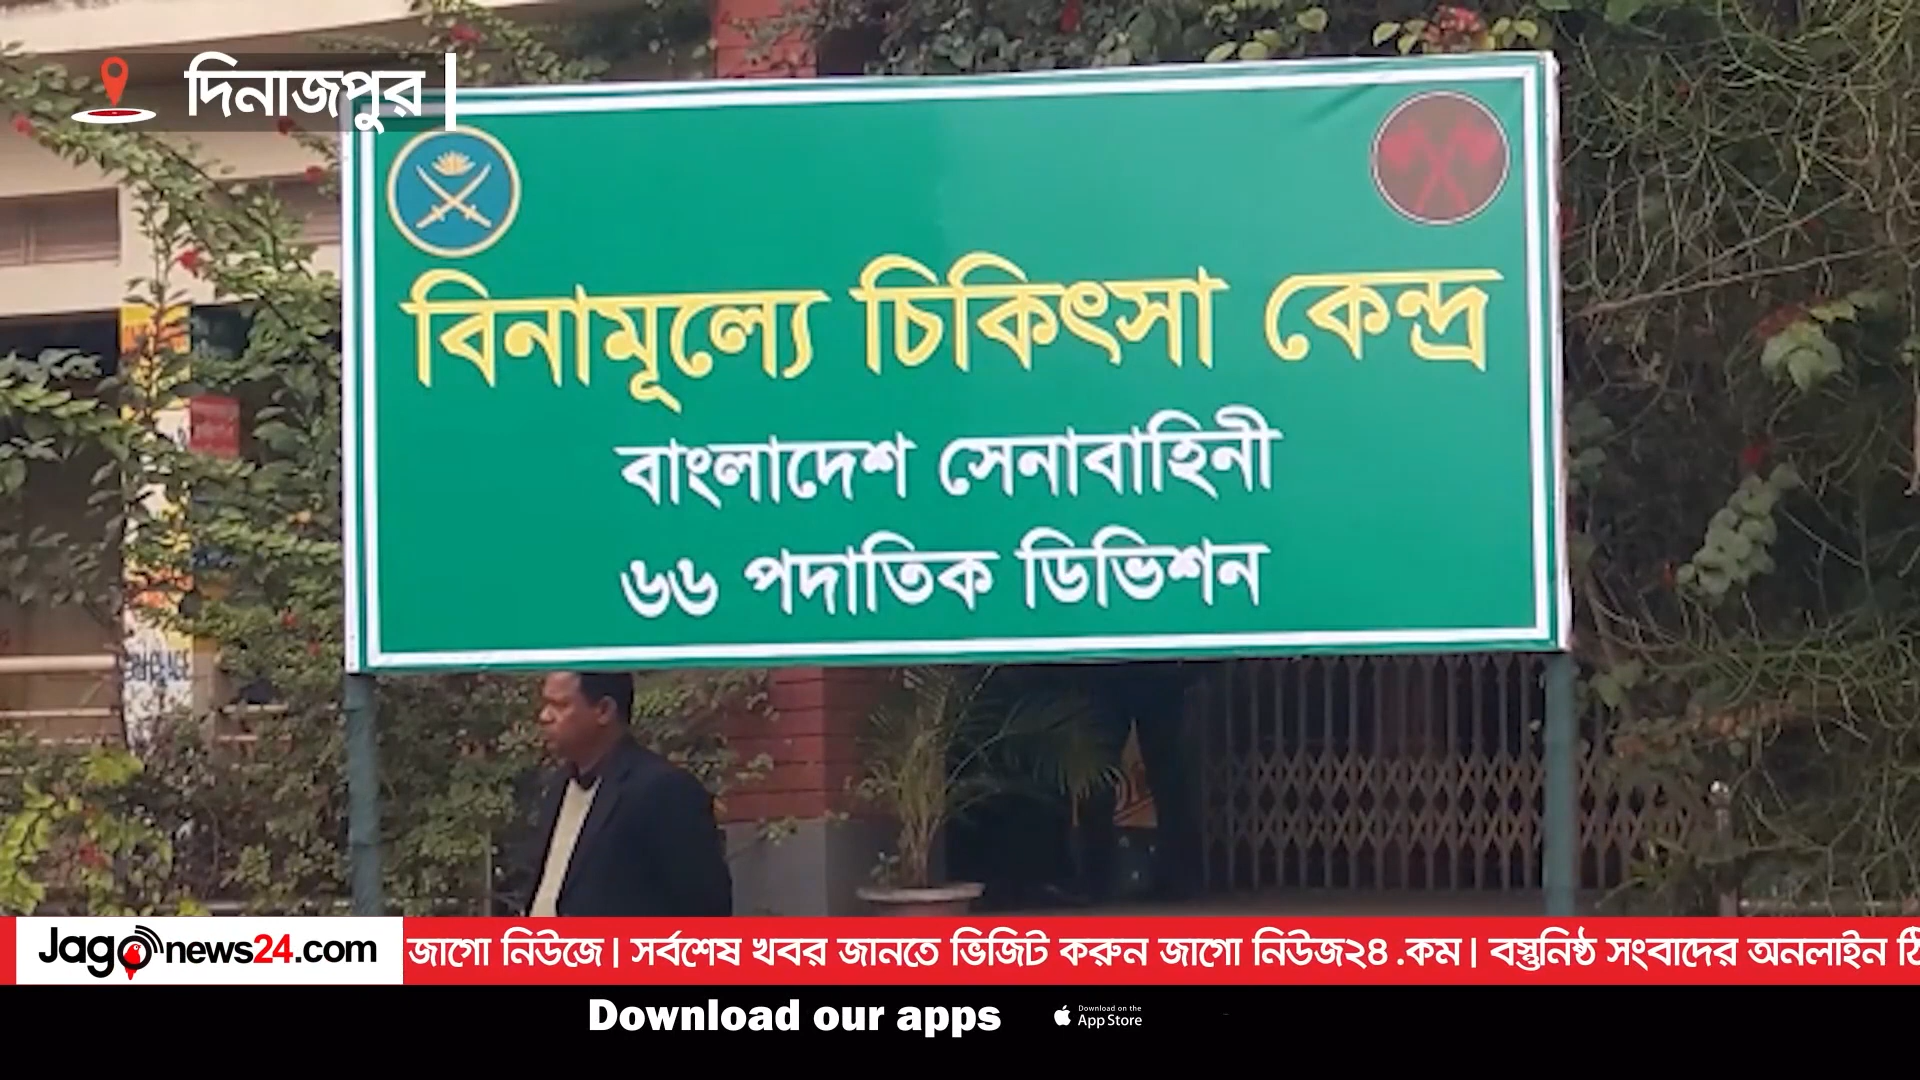 দিনাজপুর
বিনামূল্যে চিকিৎসা কেন্দ্র
বাংলাদেশ সেনাবাহিনী
৬৬ পদাতিক ডিভিশন
Jagonews24.com
জাগো নিউজে। সর্বশেষ খবর জানতে ভিজিট করুন জাগো নিউজ২৪.কম। বস্তুনিষ্ঠ সংবাদের অনলাইন ঠি
Download our apps
Download on the
App Store